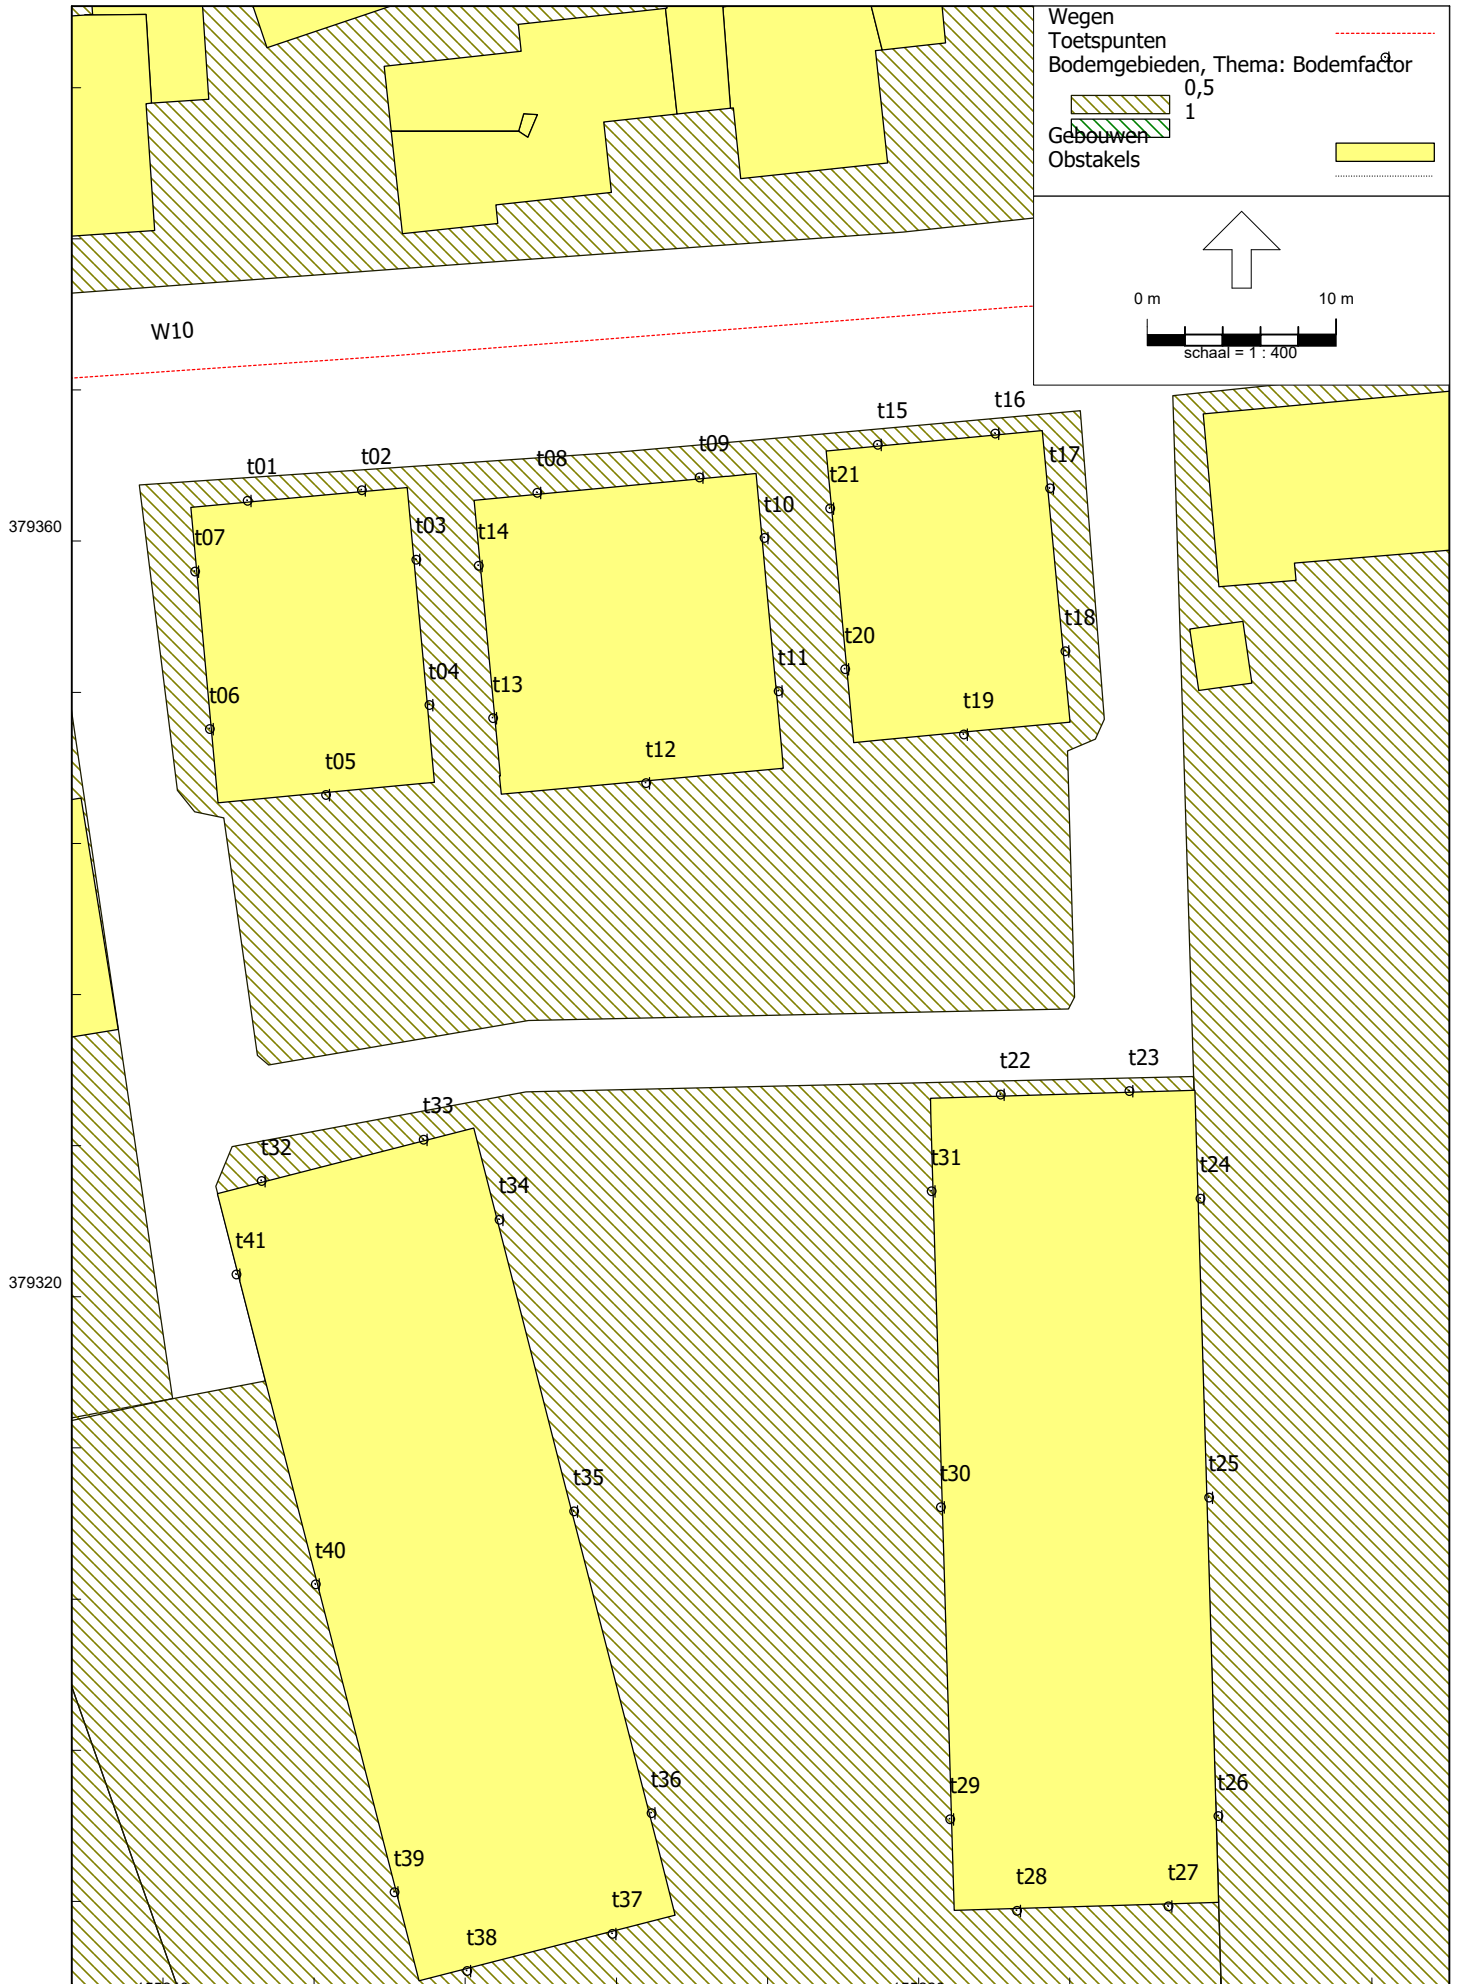 Wegen
Toetspunten
Bodemgebieden, Thema: Bodemfactor
0,5
1
Gebouwen
Obstakels
0 m 10 m
schaal = 1 : 400
W10
t01 t02 t08 t09 t15 t16
t07 t03 t14 t10 t21 t17
379360
t06 t04 t13 t11 t20 t18
t05 t12 t19
t22 t23
t32 t33 t31 t24
t41 t34
379320
t35 t30 t25
t40
t36 t29 t26
t39 t37 t28 t27
t38